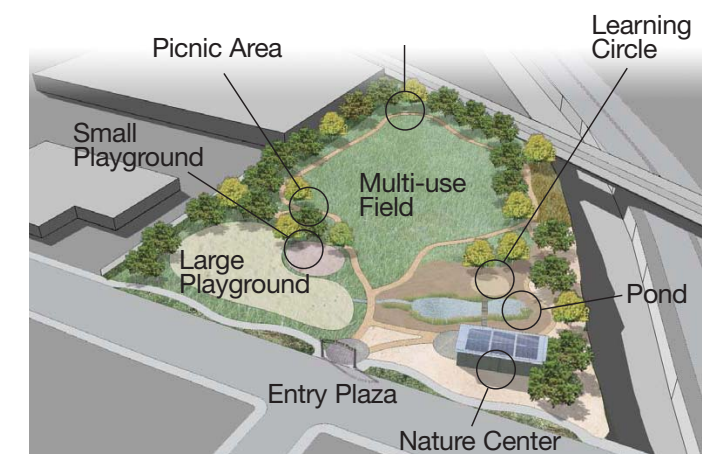 Learning
Circle
Picnic Area
Small
Playground
Multi-use
Field
Large
Playground
Pond
Entry Plaza
Nature Center